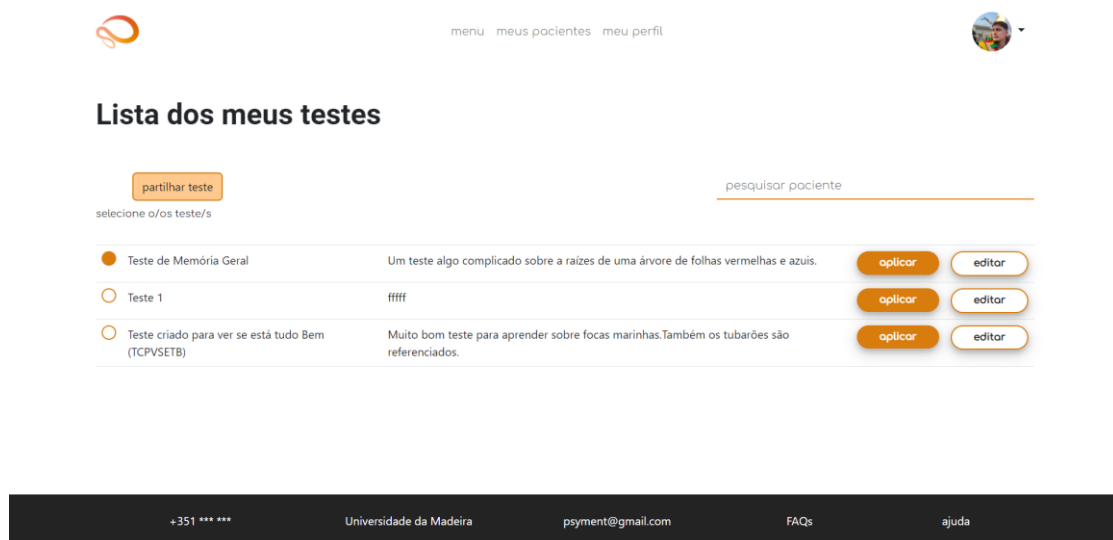 menu meus pacientes meu perfil
Lista dos meus testes
partilhar teste
pesquisar paciente
selecione o/os teste/s
Teste de Memória Geral
Um teste algo complicado sobre a raízes de uma árvore de folhas vermelhas e azuis.
aplicar
editar
Teste 1
fffff
aplicar
editar
Teste criado para ver se está tudo Bem
(TCPVSETB)
Muito bom teste para aprender sobre focas marinhas.Também os tubarões são
referenciados.
aplicar
editar
+351 *** ***
Universidade da Madeira
psyment@gmail.com
FAQs
ajuda